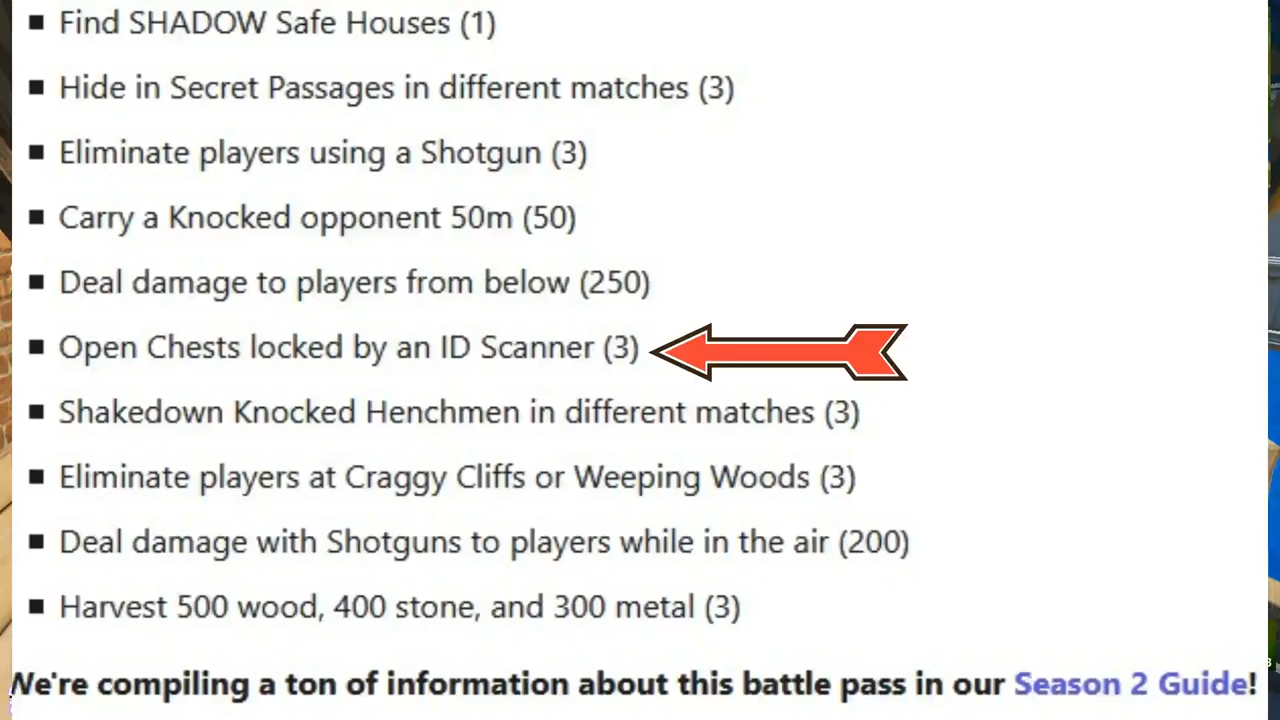 ▪ Find SHADOW Safe Houses (1)
▪ Hide in Secret Passages in different matches (3)
▪ Eliminate players using a Shotgun (3)
▪ Carry a Knocked opponent 50m (50)
▪ Deal damage to players from below (250)
▪ Open Chests locked by an ID Scanner (3)
▪ Shakedown Knocked Henchmen in different matches (3)
▪ Eliminate players at Craggy Cliffs or Weeping Woods (3)
▪ Deal damage with Shotguns to players while in the air (200)
▪ Harvest 500 wood, 400 stone, and 300 metal (3)
We're compiling a ton of information about this battle pass in our Season 2 Guide!